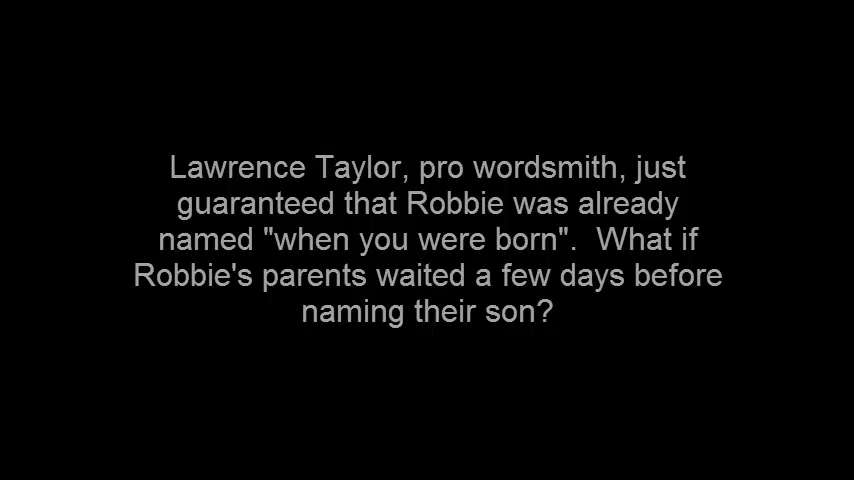 Lawrence Taylor, pro wordsmith, just
guaranteed that Robbie was already
named "when you were born".  What if
Robbie's parents waited a few days before
naming their son?